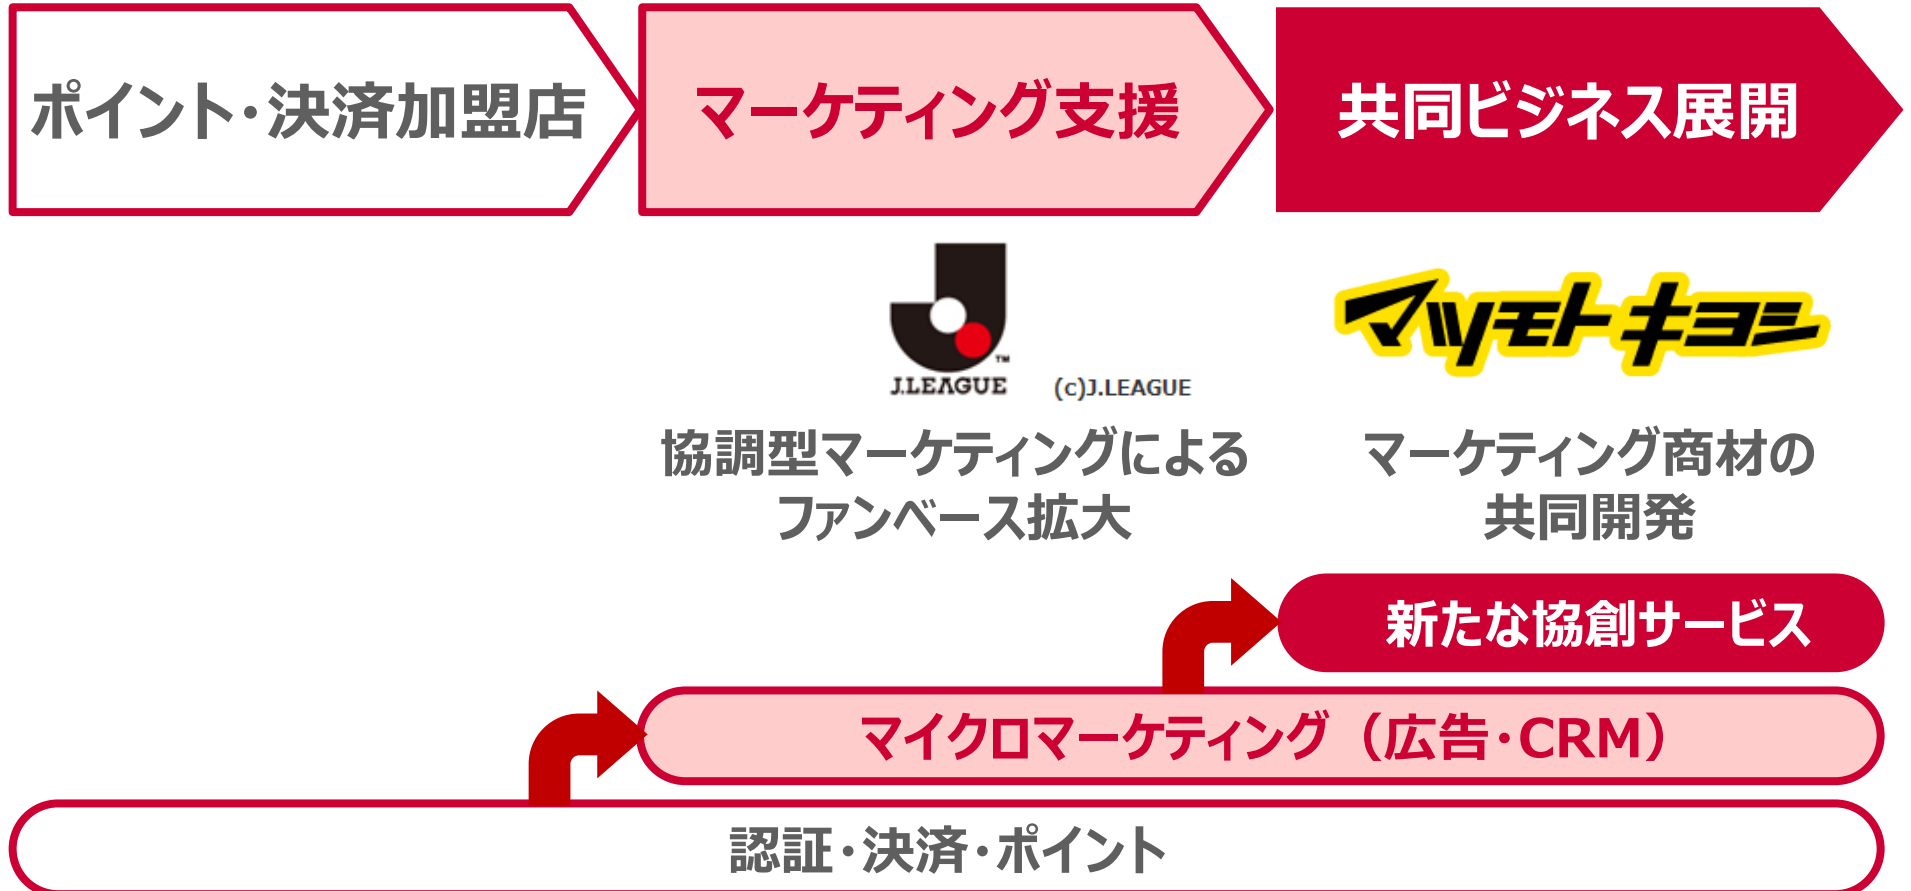 ポイント・決済加盟店
マーケティング支援
共同ビジネス展開
J.LEAGUE
TM
(c)J.LEAGUE
マツモトキヨシ
協調型マーケティングによる
ファンベース拡大
マーケティング商材の
共同開発
新たな協創サービス
マイクロマーケティング（広告・CRM）
認証・決済・ポイント